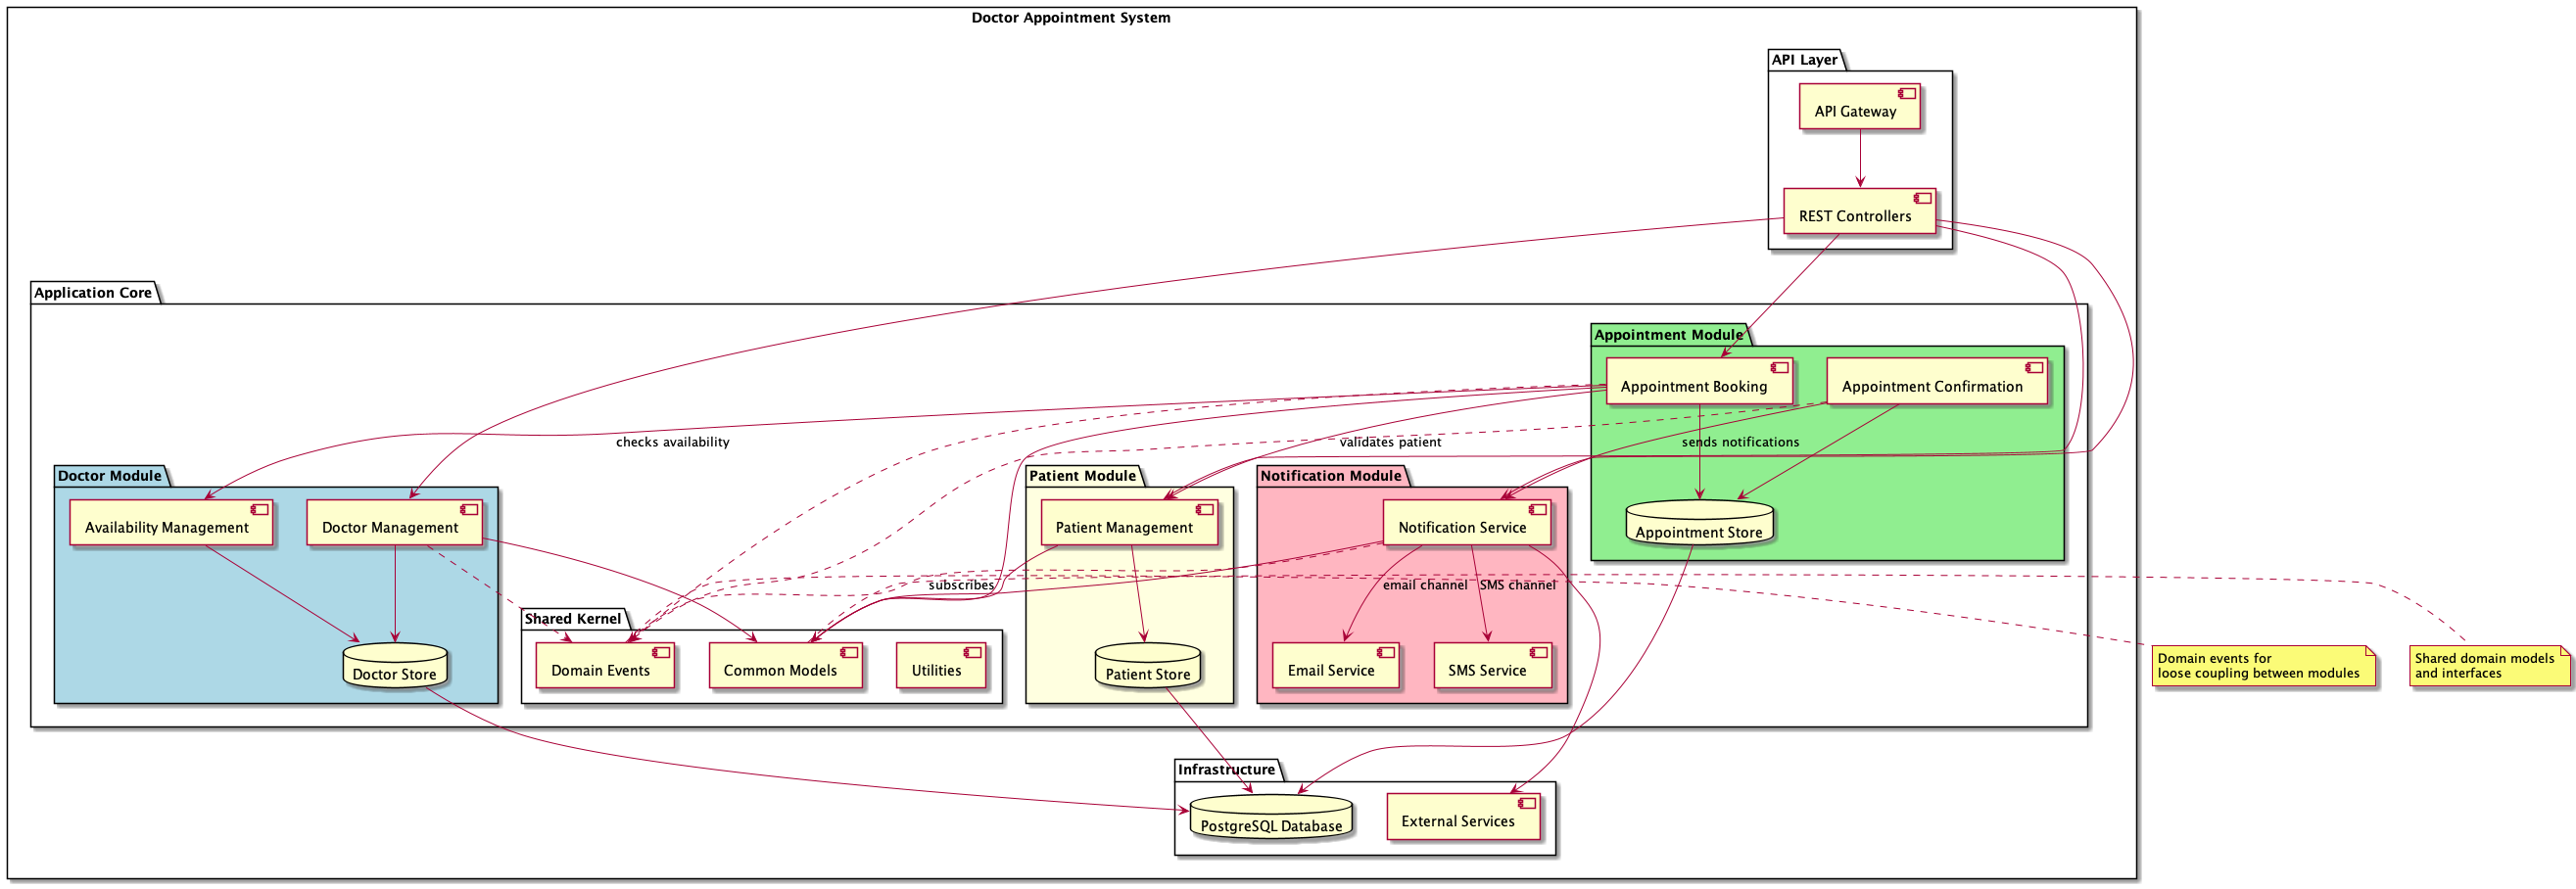 Doctor Appointment System
API Layer
API Gateway
REST Controllers
Application Core
Appointment Module
Appointment Booking
Appointment Confirmation
checks availability
validates patient
sends notifications
Doctor Module
Patient Module
Notification Module
Availability Management
Doctor Management
Patient Management
Notification Service
Appointment Store
subscribes
email channel
SMS channel
Shared Kernel
Doctor Store
Domain Events
Common Models
Utilities
Patient Store
Email Service
SMS Service
Domain events for
loose coupling between modules
Shared domain models
and interfaces
Infrastructure
PostgreSQL Database
External Services